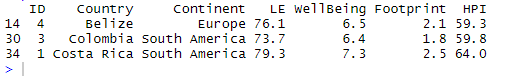 ID Country Continent LE WellBeing Footprint HPI
14 4 Belize Europe 76.1 6.5 2.1 59.3
30 3 Colombia South America 73.7 6.4 1.8 59.8
34 1 Costa Rica South America 79.3 7.3 2.5 64.0
>